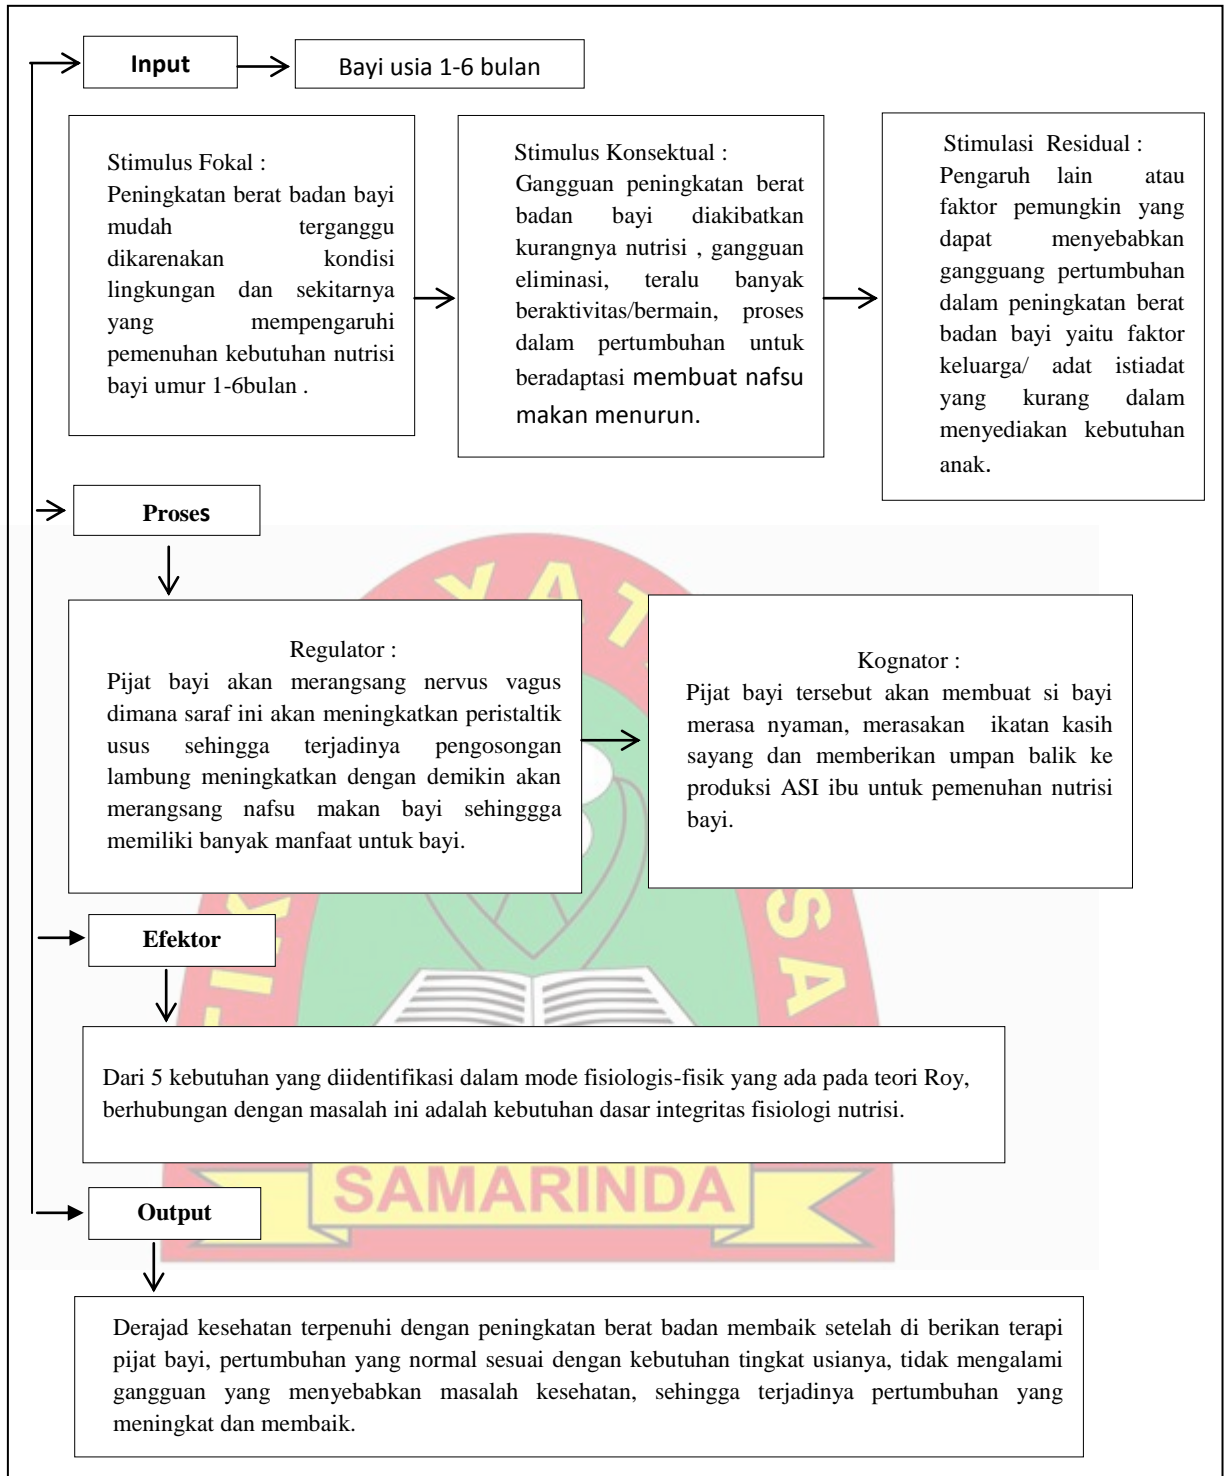 Input
Bayi usia 1-6 bulan
Stimulus Fokal :
Peningkatan berat badan bayi
mudah terganggu
dikarenakan kondisi
lingkungan dan sekitarnya
yang mempengaruhi
pemenuhan kebutuhan nutrisi
bayi umur 1-6bulan .
Stimulus Konsektual :
Gangguan peningkatan berat
badan bayi diakibatkan
kurangnya nutrisi , gangguan
eliminasi, teralu banyak
beraktivitas/bermain, proses
dalam pertumbuhan untuk
beradaptasi membuat nafsu
makan menurun.
Stimulasi Residual :
Pengaruh lain atau
faktor pemungkin yang
dapat menyebabkan
gangguang pertumbuhan
dalam peningkatan berat
badan bayi yaitu faktor
keluarga/ adat istiadat
yang kurang dalam
menyediakan kebutuhan
anak.
Proses
Regulator :
Pijat bayi akan merangsang nervus vagus
dimana saraf ini akan meningkatkan peristaltik
usus sehingga terjadinya pengosongan
lambung meningkatkan dengan demikin akan
merangsang nafsu makan bayi sehinggga
memiliki banyak manfaat untuk bayi.
Kognator :
Pijat bayi tersebut akan membuat si bayi
merasa nyaman, merasakan ikatan kasih
sayang dan memberikan umpan balik ke
produksi ASI ibu untuk pemenuhan nutrisi
bayi.
Efektor
Dari 5 kebutuhan yang diidentifikasi dalam mode fisiologis-fisik yang ada pada teori Roy,
berhubungan dengan masalah ini adalah kebutuhan dasar integritas fisiologi nutrisi.
SAMARINDA
Output
Derajad kesehatan terpenuhi dengan peningkatan berat badan membaik setelah di berikan terapi
pijat bayi, pertumbuhan yang normal sesuai dengan kebutuhan tingkat usianya, tidak mengalami
gangguan yang menyebabkan masalah kesehatan, sehingga terjadinya pertumbuhan yang
meningkat dan membaik.